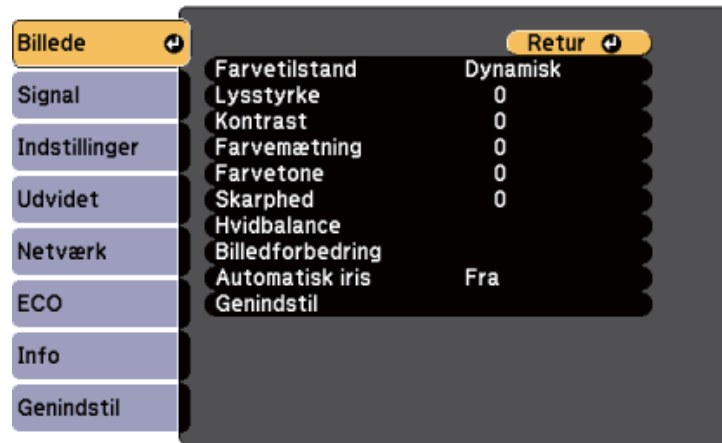 Billede
Signal
Indstillinger
Udvidet
Netværk
ECO
Info
Genindstil
Retur
Farvetilstand Dynamisk
Lysstyrke 0
Kontrast 0
Farvemætning 0
Farvetone 0
Skarphed 0
Hvidbalance
Billedforbedring
Automatisk iris Fra
Genindstil